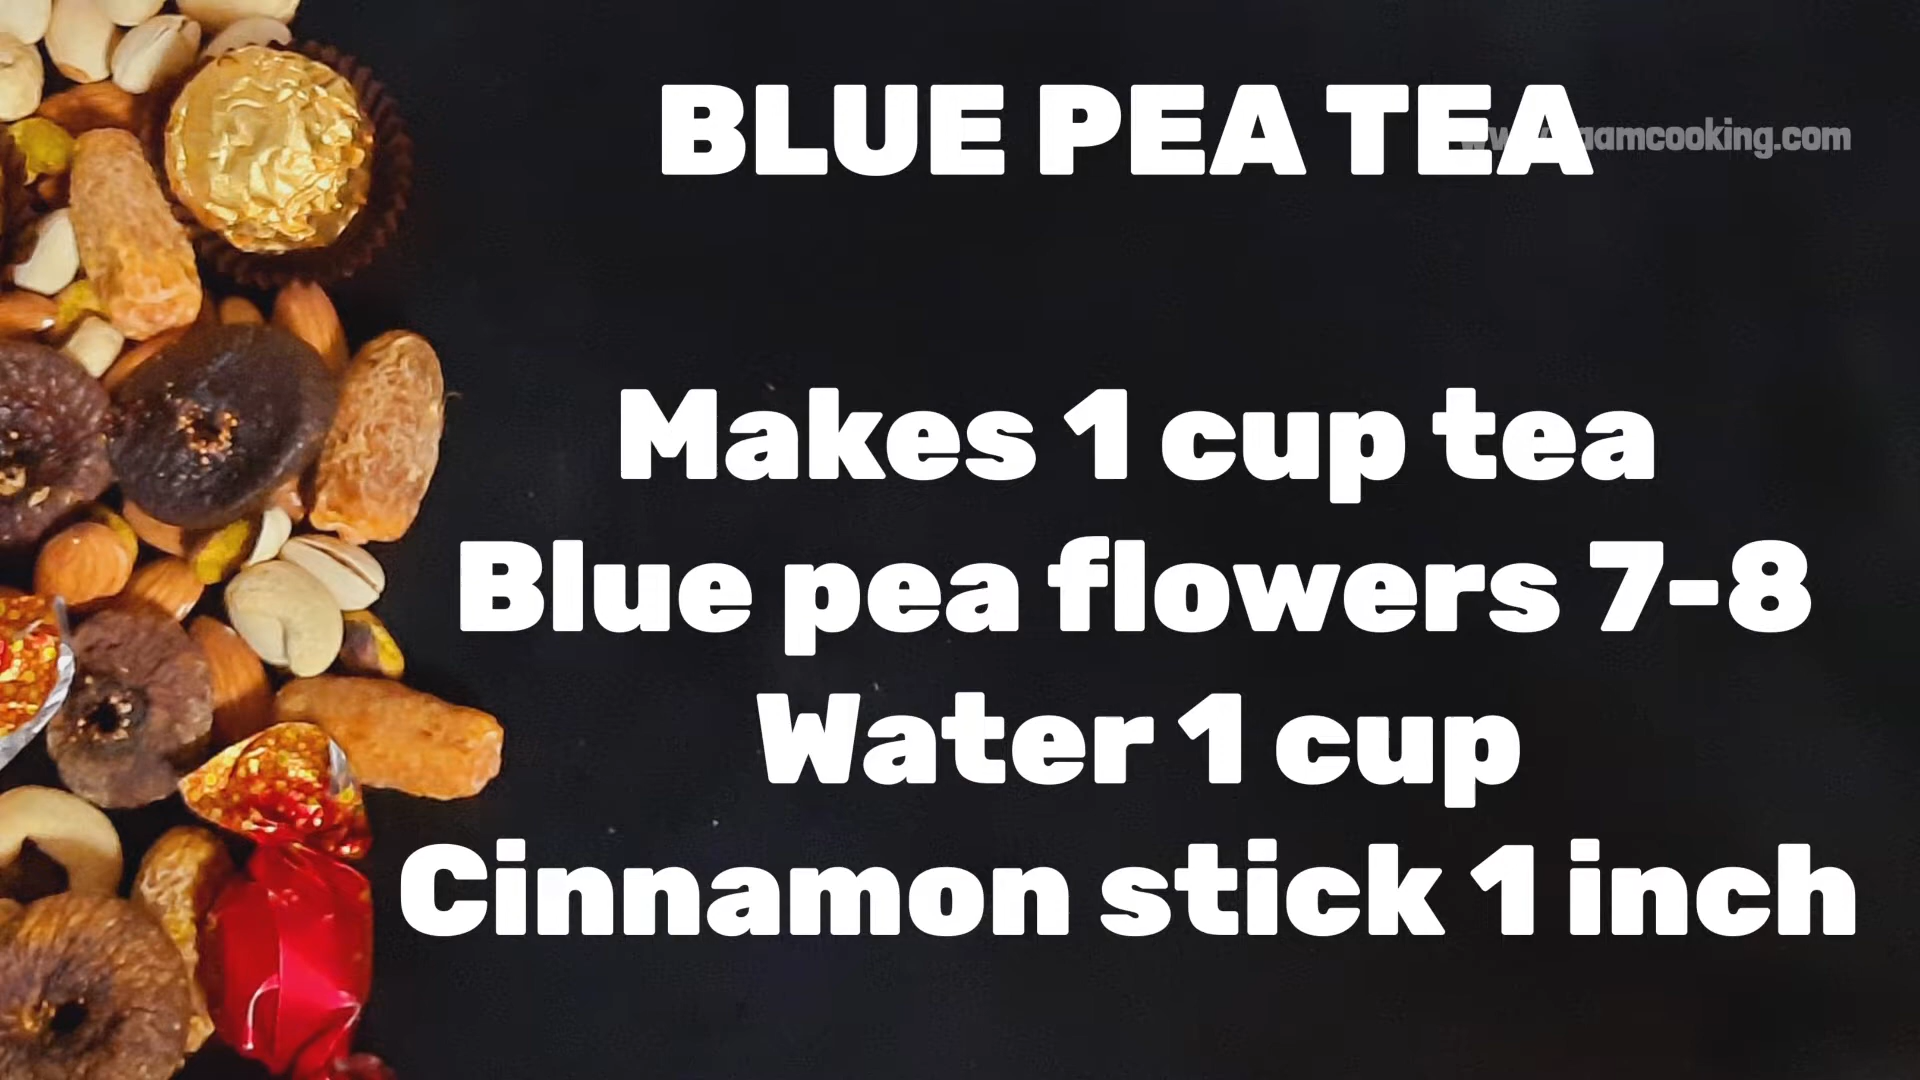 BLUE PEA TEA
Makes 1 cup tea
Blue pea flowers 7-8
Water 1 cup
Cinnamon stick 1 inch